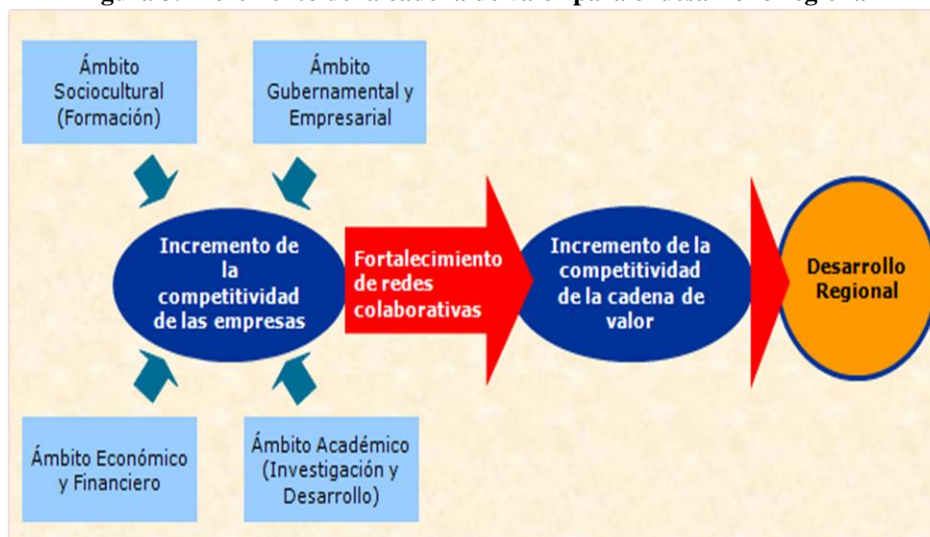 Ámbito
Sociocultural
(Formación)
Ámbito
Gubernamental y
Empresarial
Incremento de
la
competitividad
de las empresas
Fortalecimiento
de redes
colaborativas
Incremento de la
competitividad
de la cadena de
valor
Desarrollo
Regional
Ámbito Económico
y Financiero
Ámbito Académico
(Investigación y
Desarrollo)